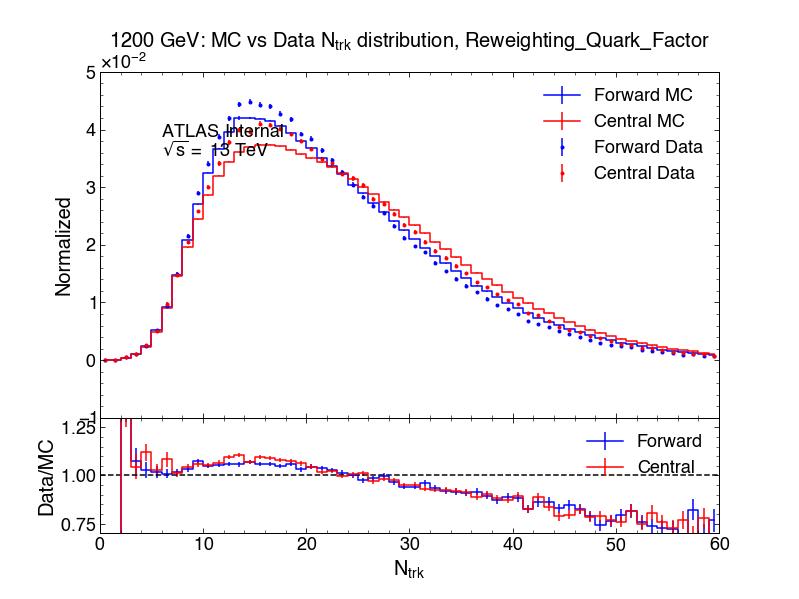 1200 GeV: MC vs Data N_trk distribution, Reweighting_Quark_Factor
×10⁻²
5
4
3
2
1
0
−1
Normalized
ATLAS Internal
√s = 13 TeV
Forward MC
Central MC
Forward Data
Central Data
1.25
1.00
0.75
Data/MC
Forward
Central
0 10 20 30 40 50 60
N_trk